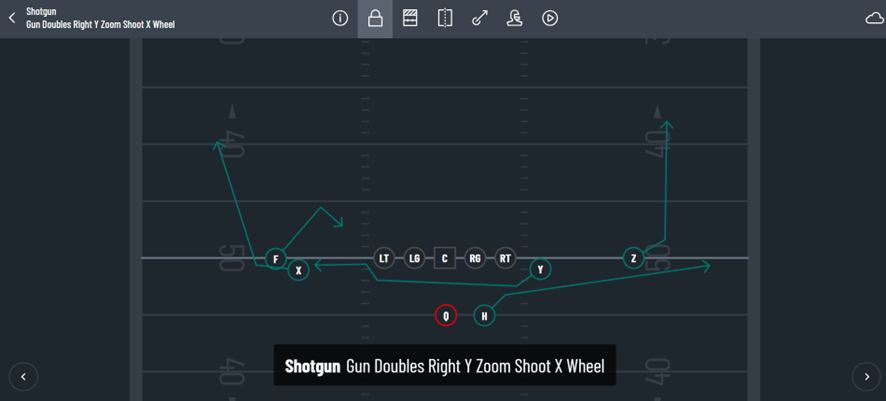 Shotgun
Gun Doubles Right Y Zoom Shoot X Wheel
40 40
F X LT LG C RG RT Y Z
50 50
Q H
Shotgun Gun Doubles Right Y Zoom Shoot X Wheel
40 40